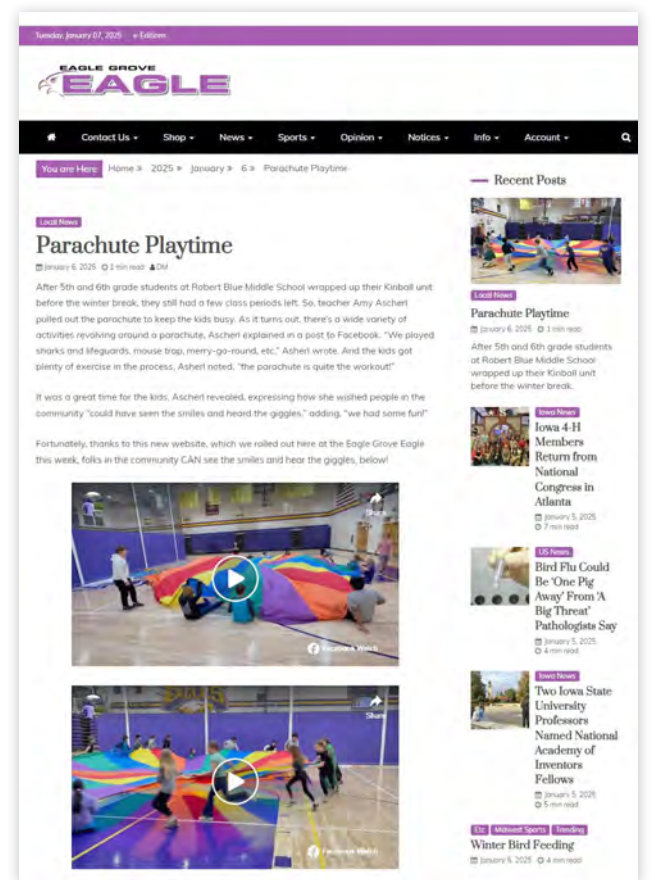 Tuesday, January 07, 2025 e-Editions
EAGLE GROVE
EAGLE
Contact Us
Shop
News
Sports
Opinion
Notices
Info
Account
You are Here Home » 2025 » January » 6 » Parachute Playtime
Local News
Parachute Playtime
January 6, 2025 1 min read DM
After 5th and 6th grade students at Robert Blue Middle School wrapped up their Kinball unit
before the winter break, they still had a few class periods left. So, teacher Amy Ascherl
pulled out the parachute to keep the kids busy. As it turns out, there's a wide variety of
activities revolving around a parachute, Ascherl explained in a post to Facebook. "We played
sharks and lifeguards, mouse trap, merry-go-round, etc," Asherl wrote. And the kids got
plenty of exercise in the process, Asherl noted, "the parachute is quite the workout!"
It was a great time for the kids, Ascherl revealed, expressing how she wished people in the
community "could have seen the smiles and heard the giggles," adding, "we had some fun!"
Fortunately, thanks to this new website, which we rolled out here at the Eagle Grove Eagle
this week, folks in the community CAN see the smiles and hear the giggles, below!
Share
Facebook Watch
Share
Facebook Watch
Recent Posts
Local News
Parachute Playtime
January 6, 2025 1 min read
After 5th and 6th grade students
at Robert Blue Middle School
wrapped up their Kinball unit
before the winter break,
Iowa News
Iowa 4-H
Members
Return from
National
Congress in
Atlanta
January 5, 2025
7 min read
US News
Bird Flu Could
Be 'One Pig
Away' From 'A
Big Threat'
Pathologists Say
January 5, 2025
4 min read
Iowa News
Two Iowa State
University
Professors
Named National
Academy of
Inventors
Fellows
January 5, 2025
5 min read
Etc Midwest Sports Trending
Winter Bird Feeding
January 5, 2025 4 min read